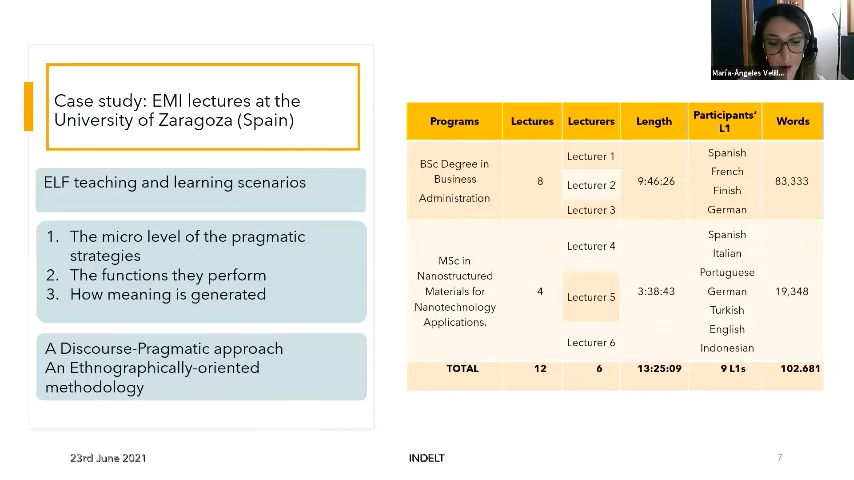 María-Ángeles Velill...
Case study: EMI lectures at the
University of Zaragoza (Spain)
ELF teaching and learning scenarios
1. The micro level of the pragmatic
strategies
2. The functions they perform
3. How meaning is generated
A Discourse-Pragmatic approach
An Ethnographically-oriented
methodology
Programs Lectures Lecturers Length Participants' L1 Words
BSc Degree in
Business
Administration
8
Lecturer 1
Lecturer 2
Lecturer 3
9:46:26
Spanish
French
Finish
German
83,333
MSc in
Nanostructured
Materials for
Nanotechnology
Applications.
4
Lecturer 4
Lecturer 5
Lecturer 6
3:38:43
Spanish
Italian
Portuguese
German
Turkish
English
Indonesian
19,348
TOTAL 12 6 13:25:09 9 L1s 102.681
23rd June 2021
INDELT
7